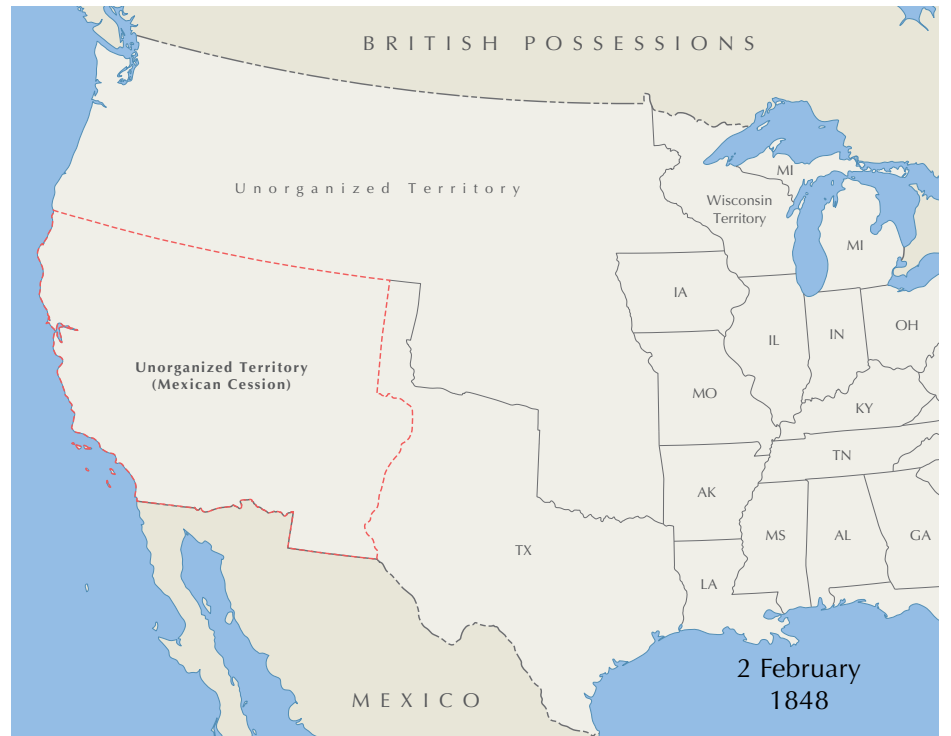 BRITISH POSSESSIONS
Unorganized Territory
MI
Wisconsin
Territory
MI
IA
IL
IN
OH
Unorganized Territory
(Mexican Cession)
MO
KY
TN
AK
MS
AL
GA
TX
LA
2 February
1848
MEXICO